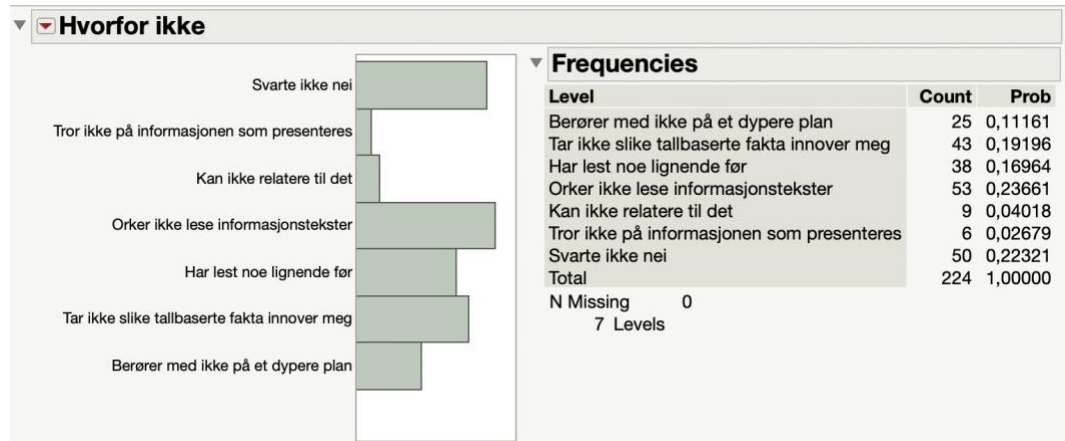 Hvorfor ikke
Svarte ikke nei
Tror ikke på informasjonen som presenteres
Kan ikke relatere til det
Orker ikke lese informasjonstekster
Har lest noe lignende før
Tar ikke slike tallbaserte fakta innover meg
Berører med ikke på et dypere plan
Frequencies
Level Count Prob
Berører med ikke på et dypere plan 25 0,11161
Tar ikke slike tallbaserte fakta innover meg 43 0,19196
Har lest noe lignende før 38 0,16964
Orker ikke lese informasjonstekster 53 0,23661
Kan ikke relatere til det 9 0,04018
Tror ikke på informasjonen som presenteres 6 0,02679
Svarte ikke nei 50 0,22321
Total 224 1,00000
N Missing 0
7 Levels